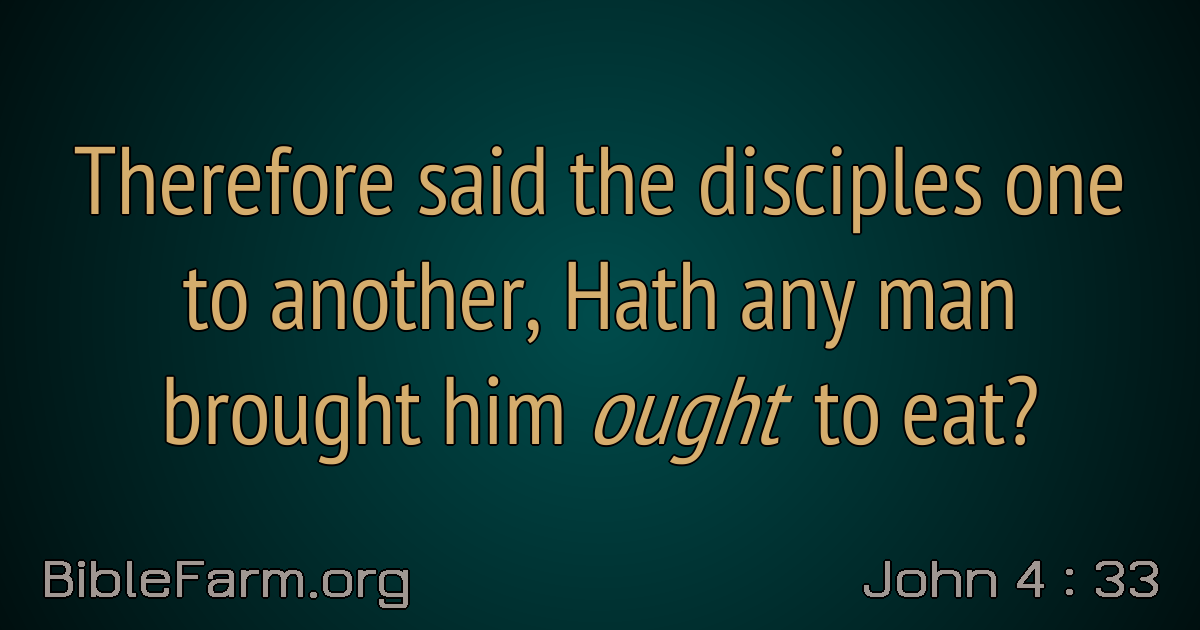 Therefore said the disciples one
to another, Hath any man
brought him ought to eat?
BibleFarm.org
John 4 : 33